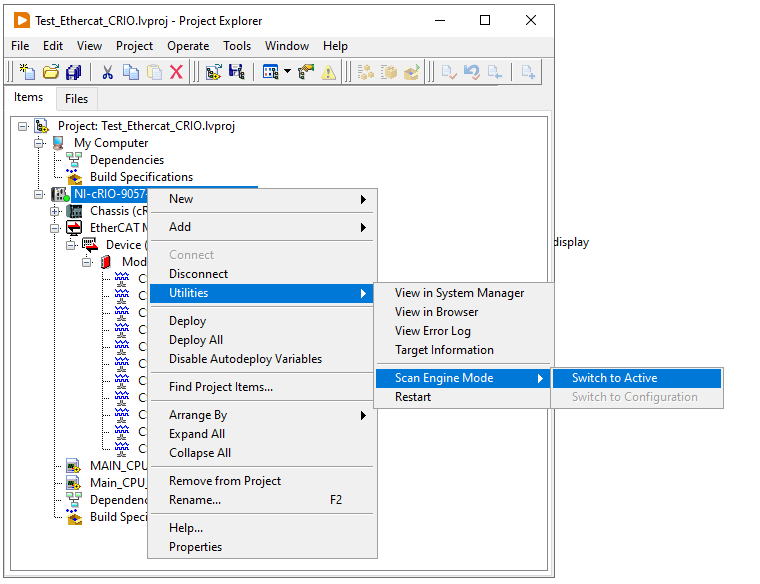 Test_Ethercat_CRIO.lvproj - Project Explorer
File Edit View Project Operate Tools Window Help
Items Files
Project: Test_Ethercat_CRIO.lvproj
My Computer
Dependencies
Build Specifications
NI-cRIO-9057-
Chassis (cR
EtherCAT M
Device (
Mod
C
C
C
C
C
C
C
C
C
C
C
MAIN_CPU
Main_CPU_
Dependenc
Build Speci
New
Add
Connect
Disconnect
Utilities
Deploy
Deploy All
Disable Autodeploy Variables
Find Project Items...
Arrange By
Expand All
Collapse All
Remove from Project
Rename... F2
Help...
Properties
View in System Manager
View in Browser
View Error Log
Target Information
Scan Engine Mode
Restart
Switch to Active
Switch to Configuration
display